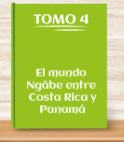 TOMO 4
El mundo
Ngäbe entre
Costa Rica y
Panamá